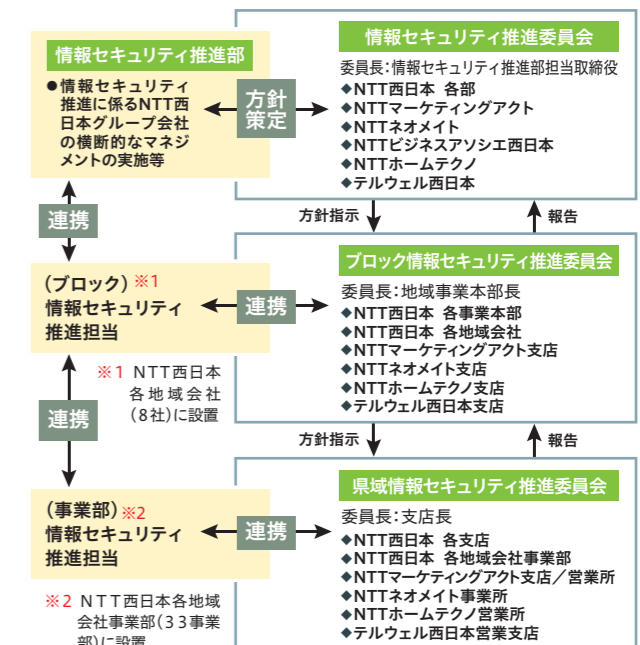 情報セキュリティ推進部
●情報セキュリティ
推進に係るNTT西
日本グループ会社
の横断的なマネジ
メントの実施等
方針
策定
情報セキュリティ推進委員会
委員長:情報セキュリティ推進部担当取締役
◆NTT西日本 各部
◆NTTマーケティングアクト
◆NTTネオメイト
◆NTTビジネスアソシエ西日本
◆NTTホームテクノ
◆テルウェル西日本
連携
方針指示
報告
(ブロック)※1
情報セキュリティ
推進担当
連携
ブロック情報セキュリティ推進委員会
委員長:地域事業本部長
◆NTT西日本 各事業本部
◆NTT西日本 各地域会社
◆NTTマーケティングアクト支店
◆NTTネオメイト支店
◆NTTホームテクノ支店
◆テルウェル西日本支店
※1 NTT西日本
各地域会社
(8社)に設置
連携
方針指示
報告
(事業部)※2
情報セキュリティ
推進担当
連携
県域情報セキュリティ推進委員会
委員長:支店長
◆NTT西日本 各支店
◆NTT西日本 各地域会社事業部
◆NTTマーケティングアクト支店/営業所
◆NTTネオメイト事業所
◆NTTホームテクノ営業所
◆テルウェル西日本営業支店
※2 NTT西日本各地域
会社事業部(33事業
部)に設置